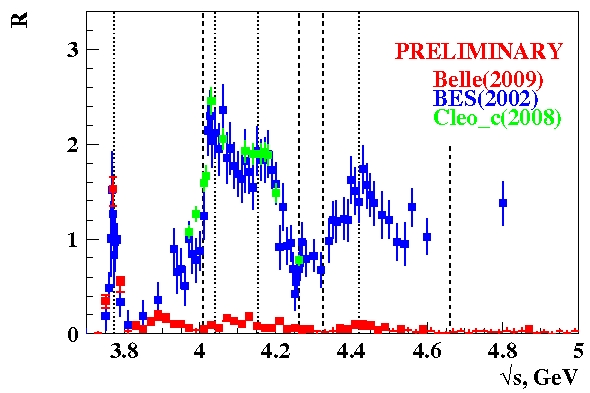 R
3
PRELIMINARY
Belle(2009)
BES(2002)
Cleo_c(2008)
2
1
0
3.8 4 4.2 4.4 4.6 4.8 5
√s, GeV